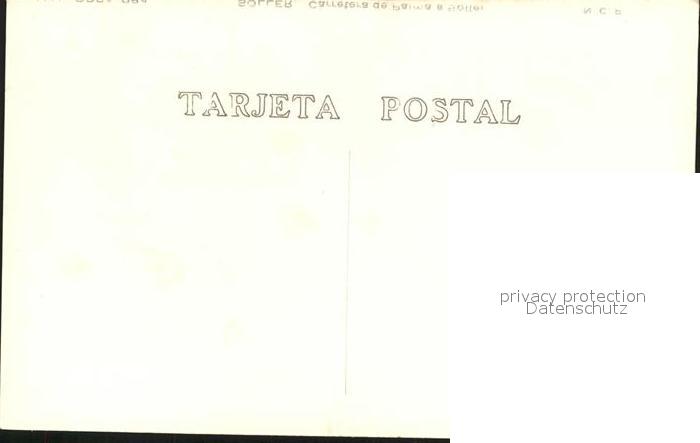 SOLLER Carretera de Palma a Soller
N. C. P.
TARJETA POSTAL
privacy protection
Datenschutz